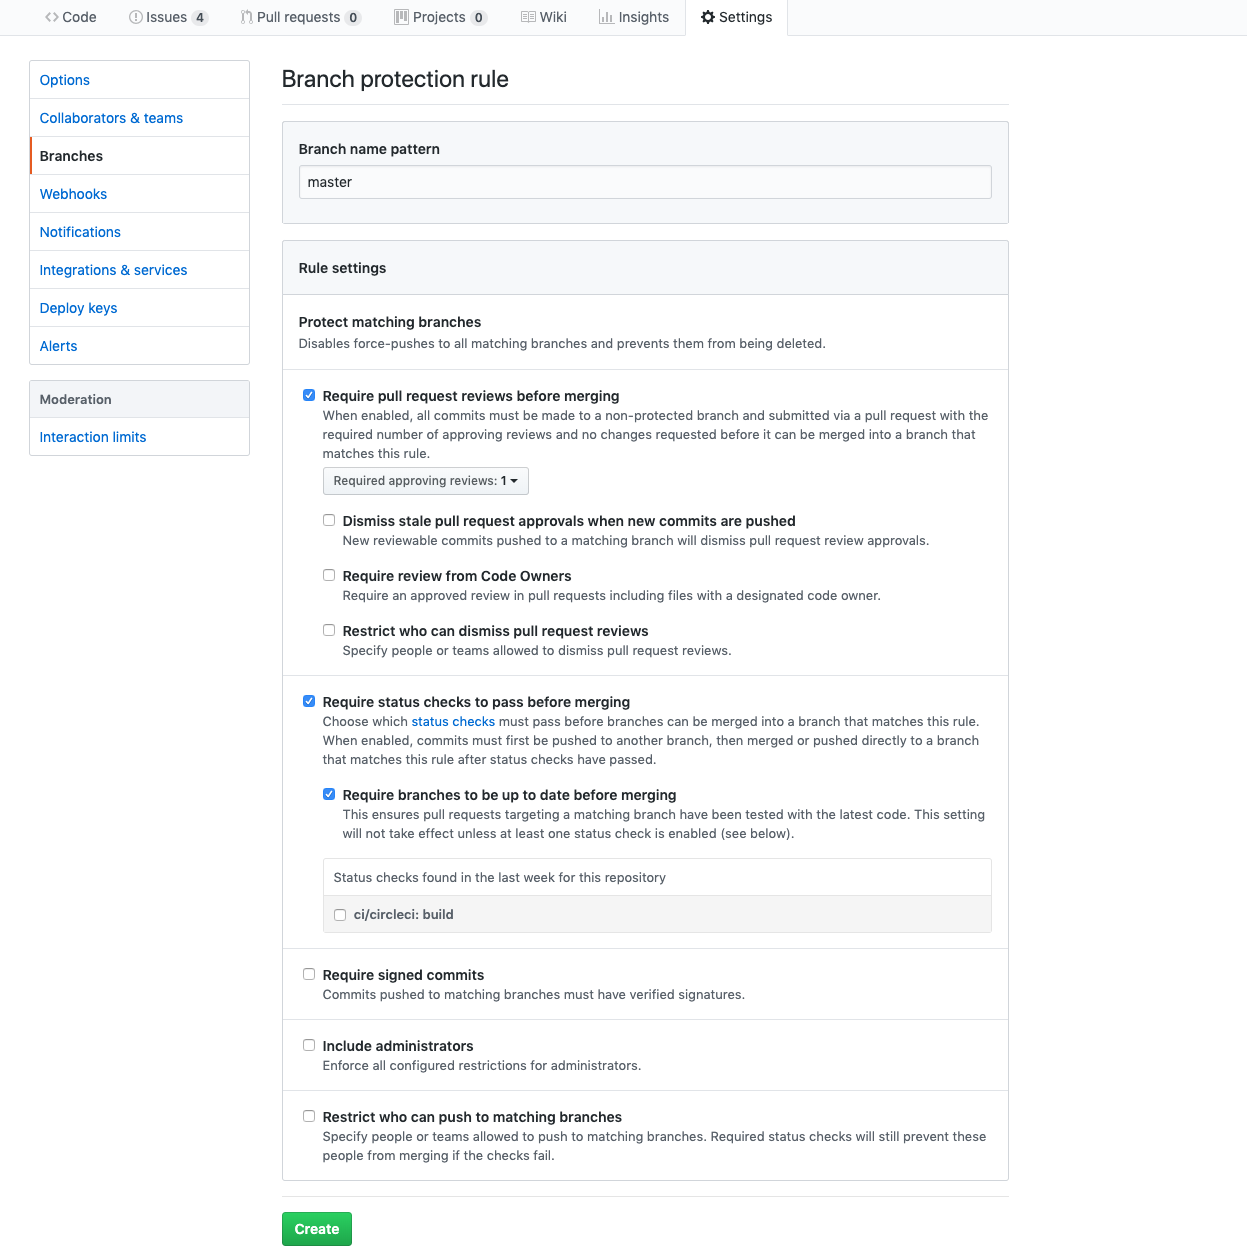 Code
Issues 4
Pull requests 0
Projects 0
Wiki
Insights
Settings
Options
Collaborators & teams
Branches
Webhooks
Notifications
Integrations & services
Deploy keys
Alerts
Moderation
Interaction limits
Branch protection rule
Branch name pattern
master
Rule settings
Protect matching branches
Disables force-pushes to all matching branches and prevents them from being deleted.
Require pull request reviews before merging
When enabled, all commits must be made to a non-protected branch and submitted via a pull request with the
required number of approving reviews and no changes requested before it can be merged into a branch that
matches this rule.
Required approving reviews: 1
Dismiss stale pull request approvals when new commits are pushed
New reviewable commits pushed to a matching branch will dismiss pull request review approvals.
Require review from Code Owners
Require an approved review in pull requests including files with a designated code owner.
Restrict who can dismiss pull request reviews
Specify people or teams allowed to dismiss pull request reviews.
Require status checks to pass before merging
Choose which status checks must pass before branches can be merged into a branch that matches this rule.
When enabled, commits must first be pushed to another branch, then merged or pushed directly to a branch
that matches this rule after status checks have passed.
Require branches to be up to date before merging
This ensures pull requests targeting a matching branch have been tested with the latest code. This setting
will not take effect unless at least one status check is enabled (see below).
Status checks found in the last week for this repository
ci/circleci: build
Require signed commits
Commits pushed to matching branches must have verified signatures.
Include administrators
Enforce all configured restrictions for administrators.
Restrict who can push to matching branches
Specify people or teams allowed to push to matching branches. Required status checks will still prevent these
people from merging if the checks fail.
Create